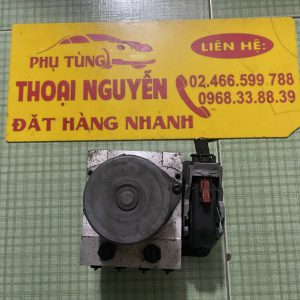 LIÊN HỆ:
PHỤ TÙNG
02.466.599 788
THOẠI NGUYỄN
0968.33.88.39
ĐẶT HÀNG NHANH